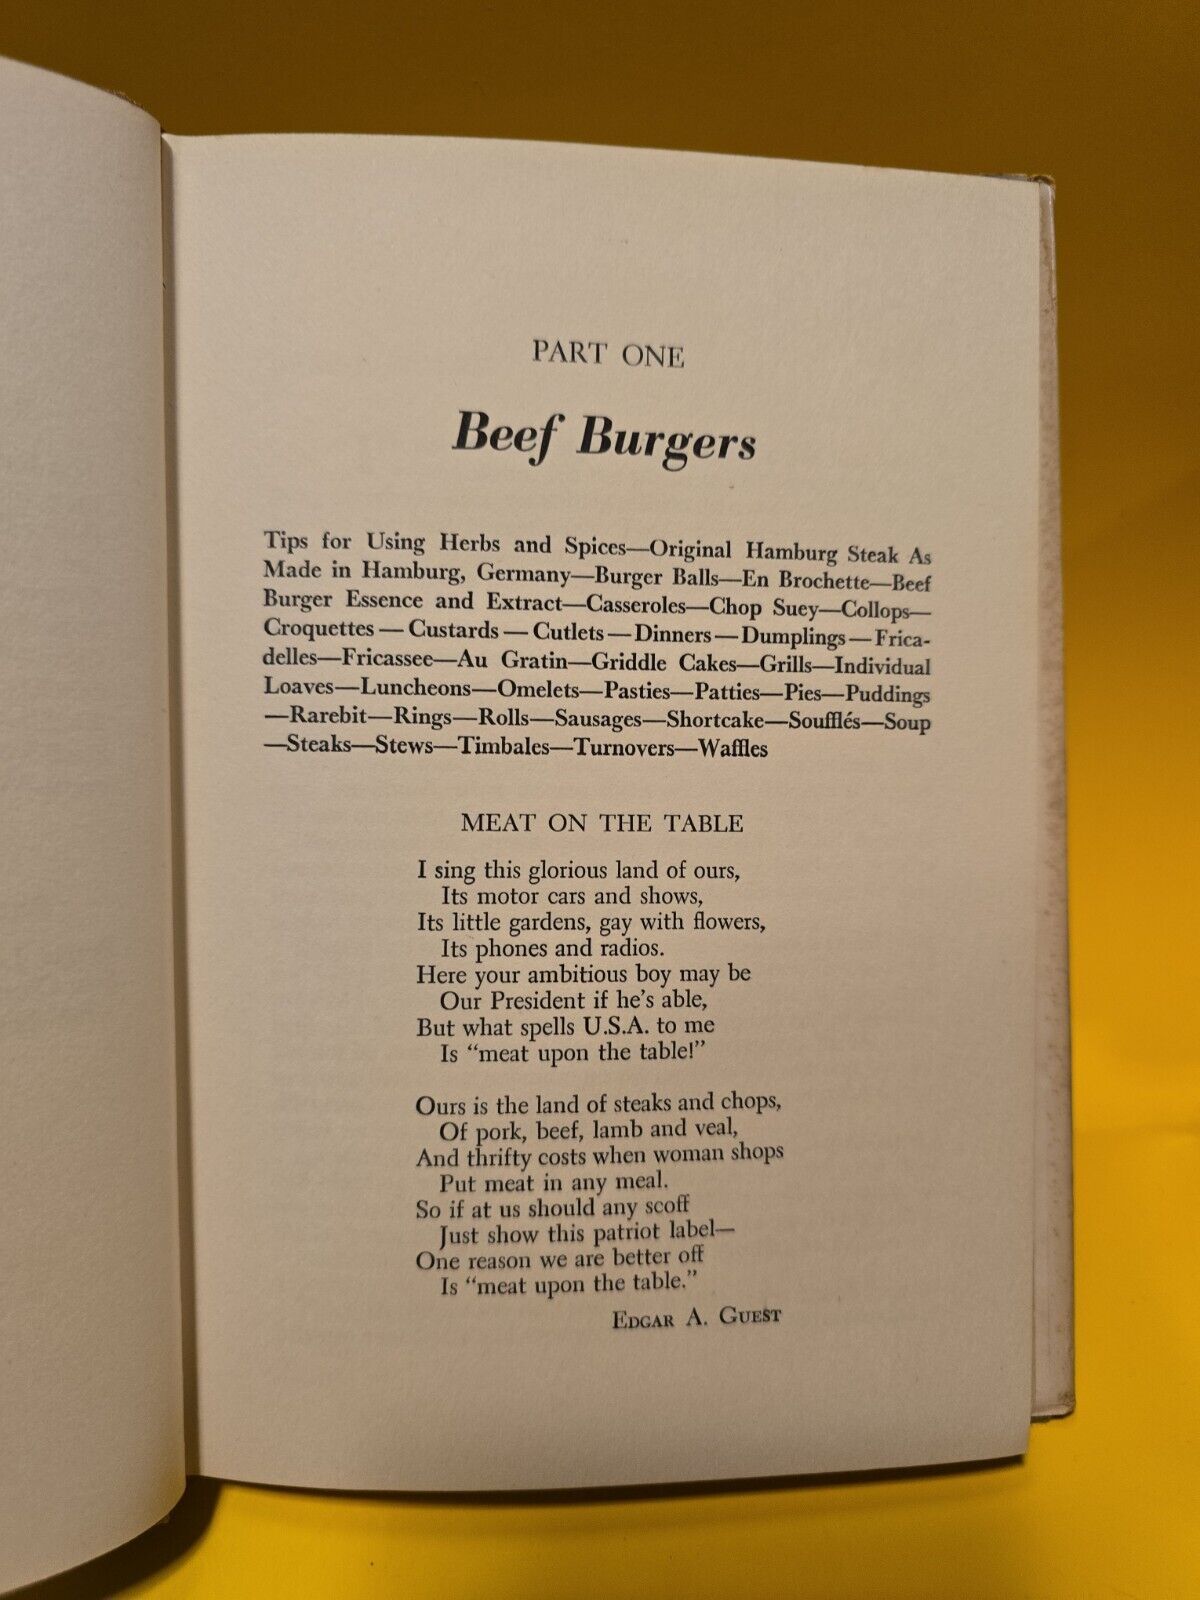 PART ONE
Beef Burgers
Tips for Using Herbs and Spices—Original Hamburg Steak As
Made in Hamburg, Germany—Burger Balls—En Brochette—Beef
Burger Essence and Extract—Casseroles—Chop Suey—Collops—
Croquettes—Custards—Cutlets—Dinners—Dumplings—Frica-
delles—Fricassee—Au Gratin—Griddle Cakes—Grills—Individual
Loaves—Luncheons—Omelets—Pasties—Patties—Pies—Puddings
—Rarebit—Rings—Rolls—Sausages—Shortcake—Soufflés—Soup
—Steaks—Stews—Timbales—Turnovers—Waffles
MEAT ON THE TABLE
I sing this glorious land of ours,
Its motor cars and shows,
Its little gardens, gay with flowers,
Its phones and radios.
Here your ambitious boy may be
Our President if he's able,
But what spells U.S.A. to me
Is “meat upon the table!”
Ours is the land of steaks and chops,
Of pork, beef, lamb and veal,
And thrifty costs when woman shops
Put meat in any meal.
So if at us should any scoff
Just show this patriot label—
One reason we are better off
Is “meat upon the table.”
EDGAR A. GUEST